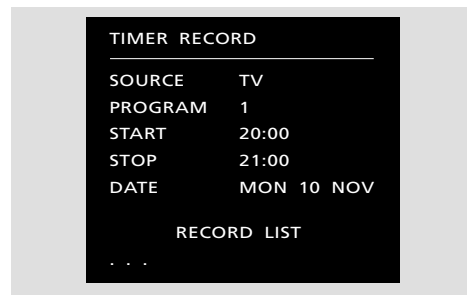 TIMER RECORD
SOURCE TV
PROGRAM 1
START 20:00
STOP 21:00
DATE MON 10 NOV
RECORD LIST
. . .